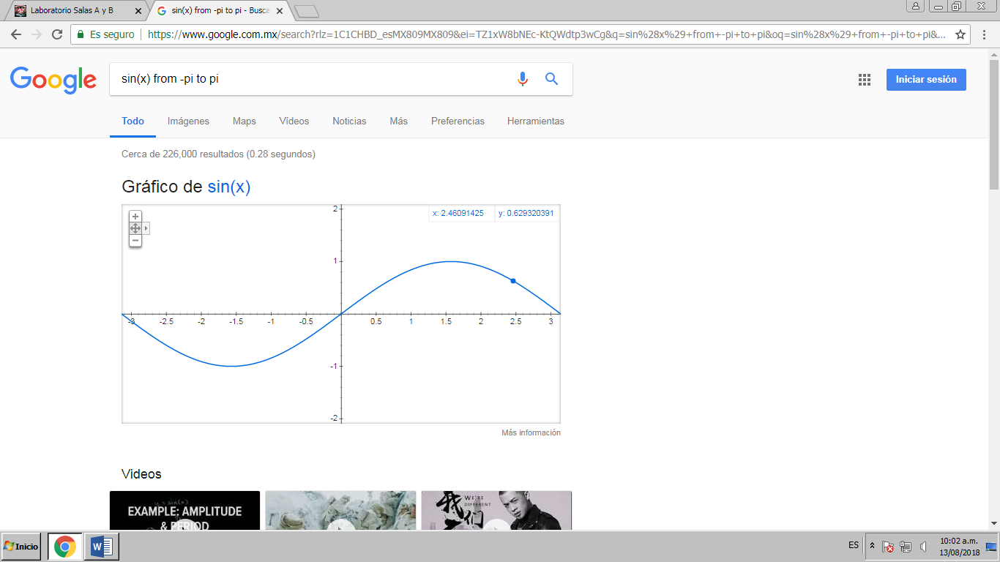 Laboratorio Salas A y B
sin(x) from -pi to pi - Busca
Es seguro
https://www.google.com.mx/search?rlz=1C1CHBD_esMX809MX809&ei=TZ1xW8bNEc-KtQWdtp3wCg&q=sin%28x%29+from+-pi+to+pi&oq=sin%28x%29+from+-pi+to+pi&...
Google
sin(x) from -pi to pi
Iniciar sesión
Todo Imágenes Maps Vídeos Noticias Más Preferencias Herramientas
Cerca de 226,000 resultados (0.28 segundos)
Gráfico de sin(x)
x: 2.46091425 y: 0.629320391
2
1
-3 -2.5 -2 -1.5 -1 -0.5 0.5 1 1.5 2 2.5 3
-1
-2
Más información
Videos
y = sin(x)
EXAMPLE: AMPLITUDE
& PERIOD
我们
WE'RE
DIFFERENT
Inicio
ES
10:02 a.m.
13/08/2018